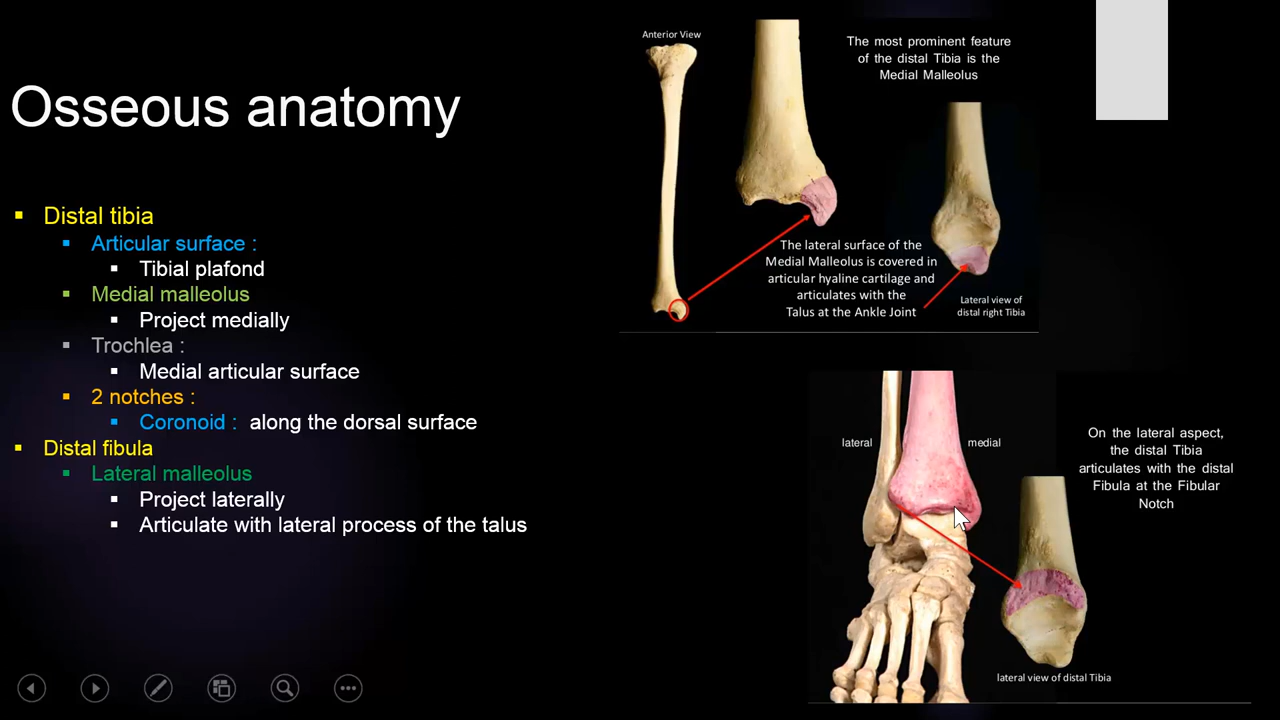 Osseous anatomy
Distal tibia
Articular surface :
Tibial plafond
Medial malleolus
Project medially
Trochlea :
Medial articular surface
2 notches :
Coronoid : along the dorsal surface
Distal fibula
Lateral malleolus
Project laterally
Articulate with lateral process of the talus
Anterior View
The most prominent feature
of the distal Tibia is the
Medial Malleolus
The lateral surface of the
Medial Malleolus is covered in
articular hyaline cartilage and
articulates with the
Talus at the Ankle Joint
Lateral view of
distal right Tibia
lateral
medial
On the lateral aspect,
the distal Tibia
articulates with the distal
Fibula at the Fibular
Notch
lateral view of distal Tibia